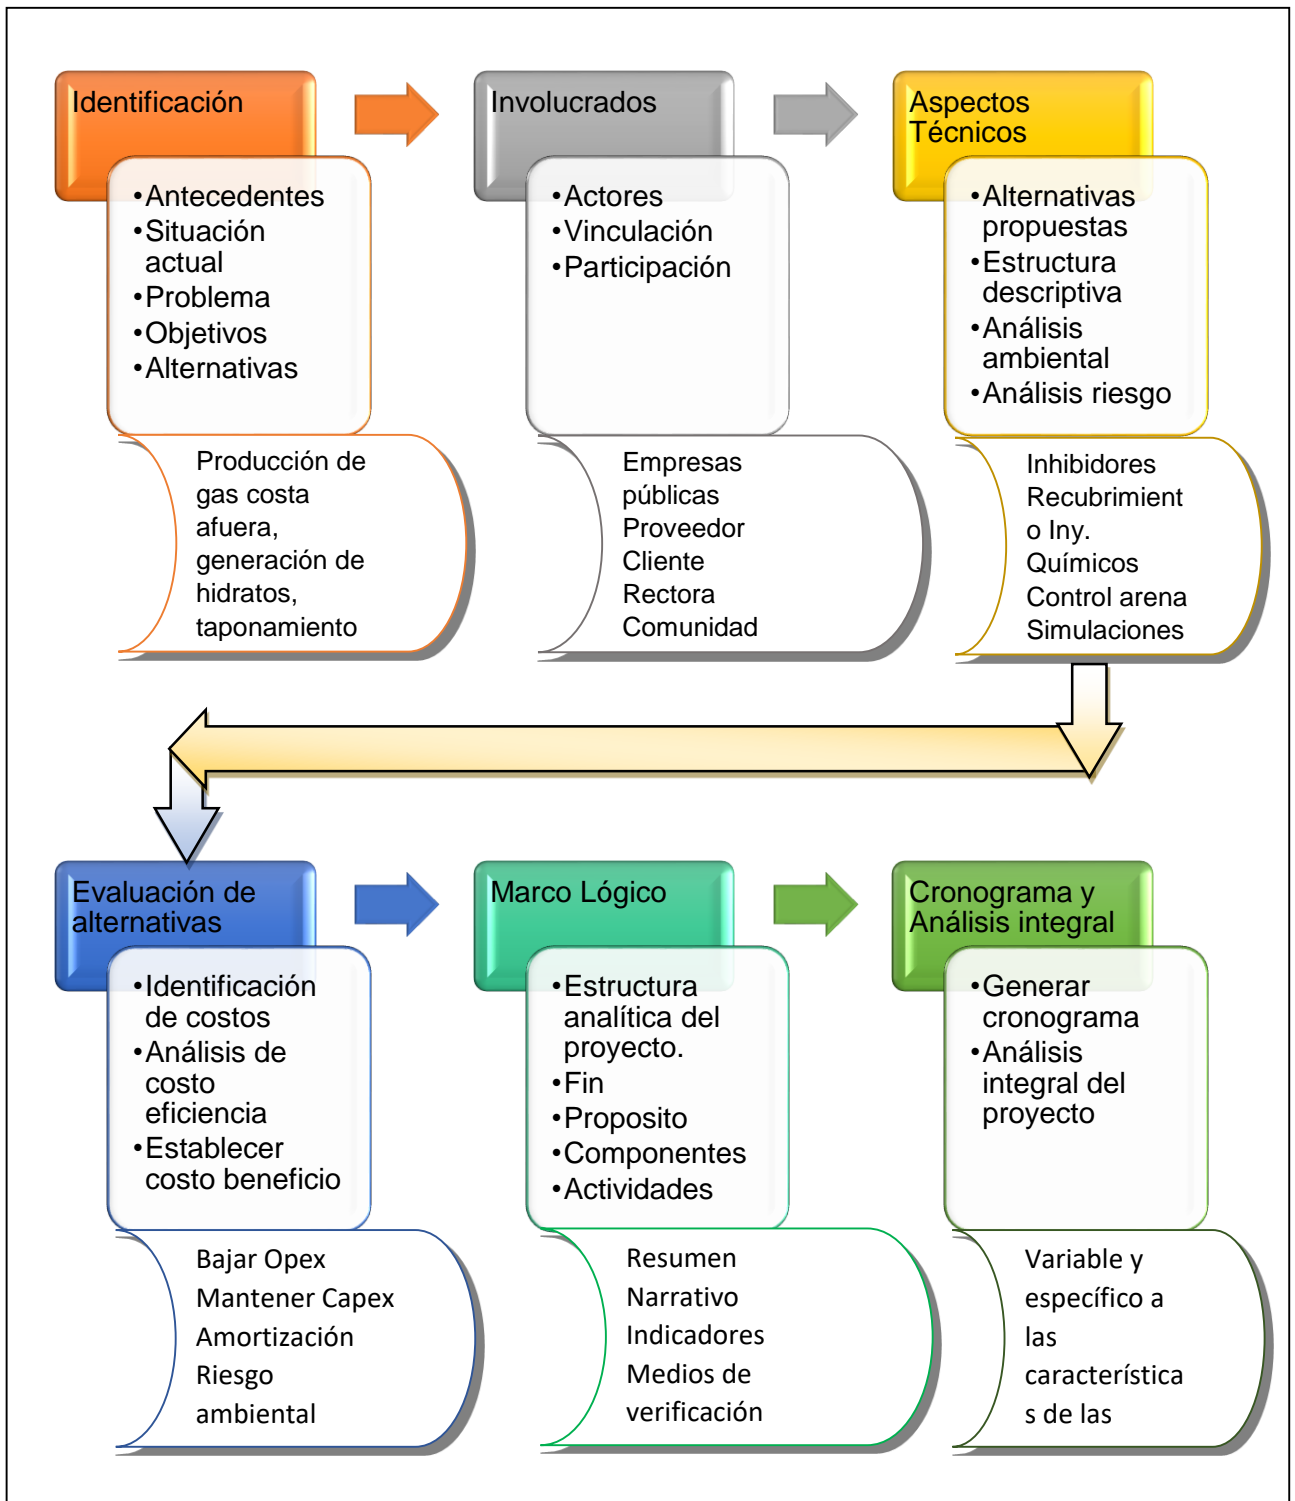 Identificación
•Antecedentes
•Situación
actual
•Problema
•Objetivos
•Alternativas
Producción de
gas costa
afuera,
generación de
hidratos,
taponamiento
Involucrados
•Actores
•Vinculación
•Participación
Empresas
públicas
Proveedor
Cliente
Rectora
Comunidad
Aspectos
Técnicos
•Alternativas
propuestas
•Estructura
descriptiva
•Análisis
ambiental
•Análisis riesgo
Inhibidores
Recubrimient
o Iny.
Químicos
Control arena
Simulaciones
Evaluación de
alternativas
•Identificación
de costos
•Análisis de
costo
eficiencia
•Establecer
costo beneficio
Bajar Opex
Mantener Capex
Amortización
Riesgo
ambiental
Marco Lógico
•Estructura
analítica del
proyecto.
•Fin
•Proposito
•Componentes
•Actividades
Resumen
Narrativo
Indicadores
Medios de
verificación
Cronograma y
Análisis integral
•Generar
cronograma
•Análisis
integral del
proyecto
Variable y
específico a
las
característica
s de las